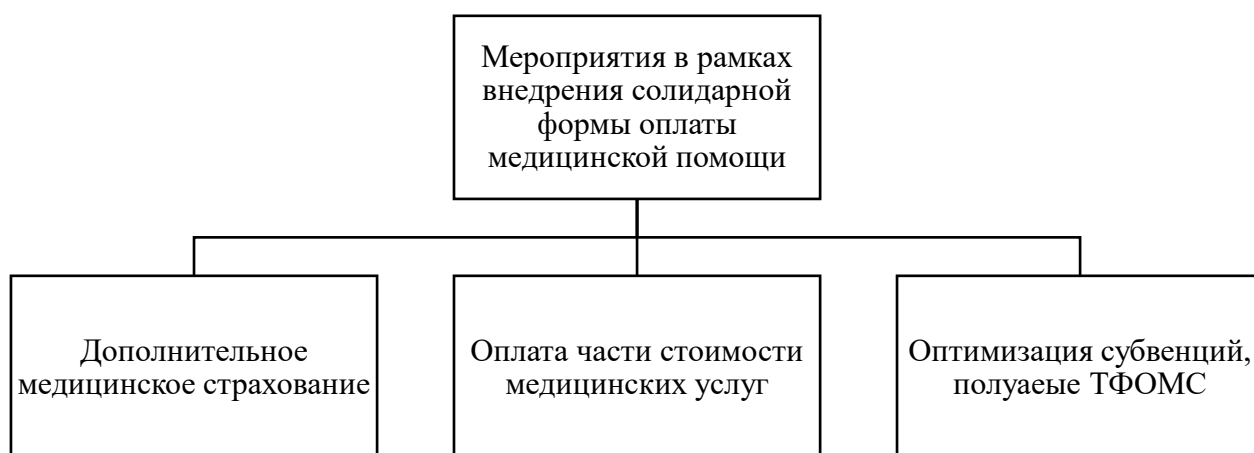 Мероприятия в рамках
внедрения солидарной
формы оплаты
медицинской помощи
Дополнительное
медицинское страхование
Оплата части стоимости
медицинских услуг
Оптимизация субвенций,
полуаеые ТФОМС